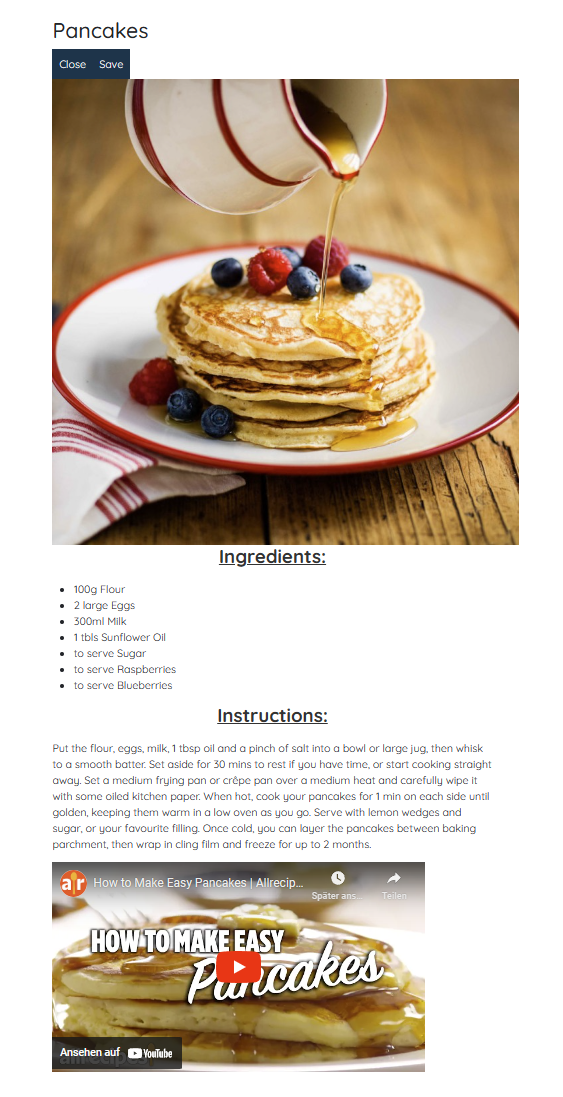 Pancakes
Close Save
Ingredients:
100g Flour
2 large Eggs
300ml Milk
1 tbls Sunflower Oil
to serve Sugar
to serve Raspberries
to serve Blueberries
Instructions:
Put the flour, eggs, milk, 1 tbsp oil and a pinch of salt into a bowl or large jug, then whisk
to a smooth batter. Set aside for 30 mins to rest if you have time, or start cooking straight
away. Set a medium frying pan or crêpe pan over a medium heat and carefully wipe it
with some oiled kitchen paper. When hot, cook your pancakes for 1 min on each side until
golden, keeping them warm in a low oven as you go. Serve with lemon wedges and
sugar, or your favourite filling. Once cold, you can layer the pancakes between baking
parchment, then wrap in cling film and freeze for up to 2 months.
ar How to Make Easy Pancakes | Allrecip...
Später ans... Teilen
HOW TO MAKE EASY
Pancakes
Ansehen auf YouTube